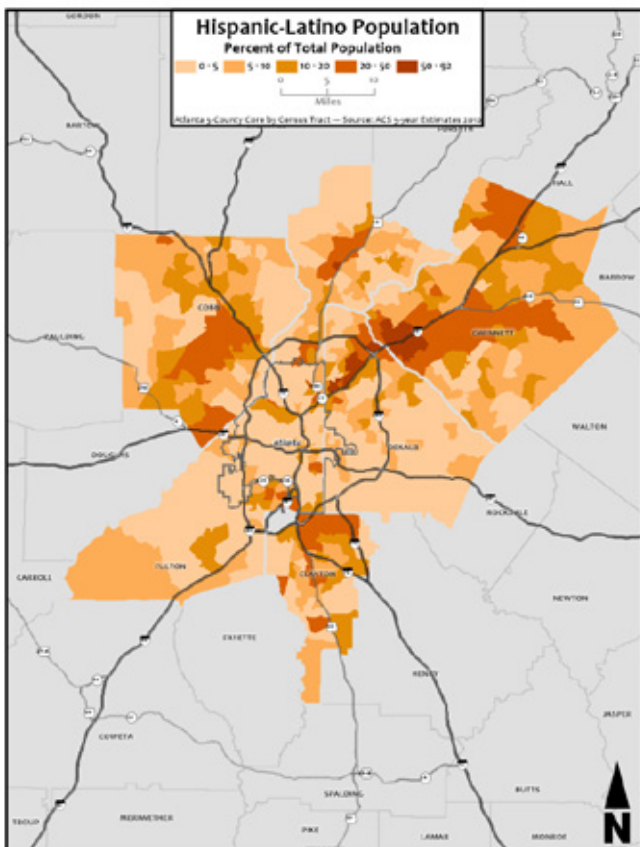 Hispanic-Latino Population
Percent of Total Population
0 - 5 5 - 10 10 - 20 20 - 50 50 - 92
0 5 10
Miles
Atlanta 5-County Core by Census Tract — Source: ACS 5-year Estimates
GORDON
HALL
BARROW
COBB
GWINNETT
PAULDING
WALTON
Atlanta
DEKALB
DOUGLAS
ROCKDALE
FULTON
CARROLL
CLAYTON
NEWTON
FAYETTE
HENRY
JASPER
COWETA
SPALDING
BUTTS
TROUP
MERIWETHER
PIKE
LAMAR
MONROE
N